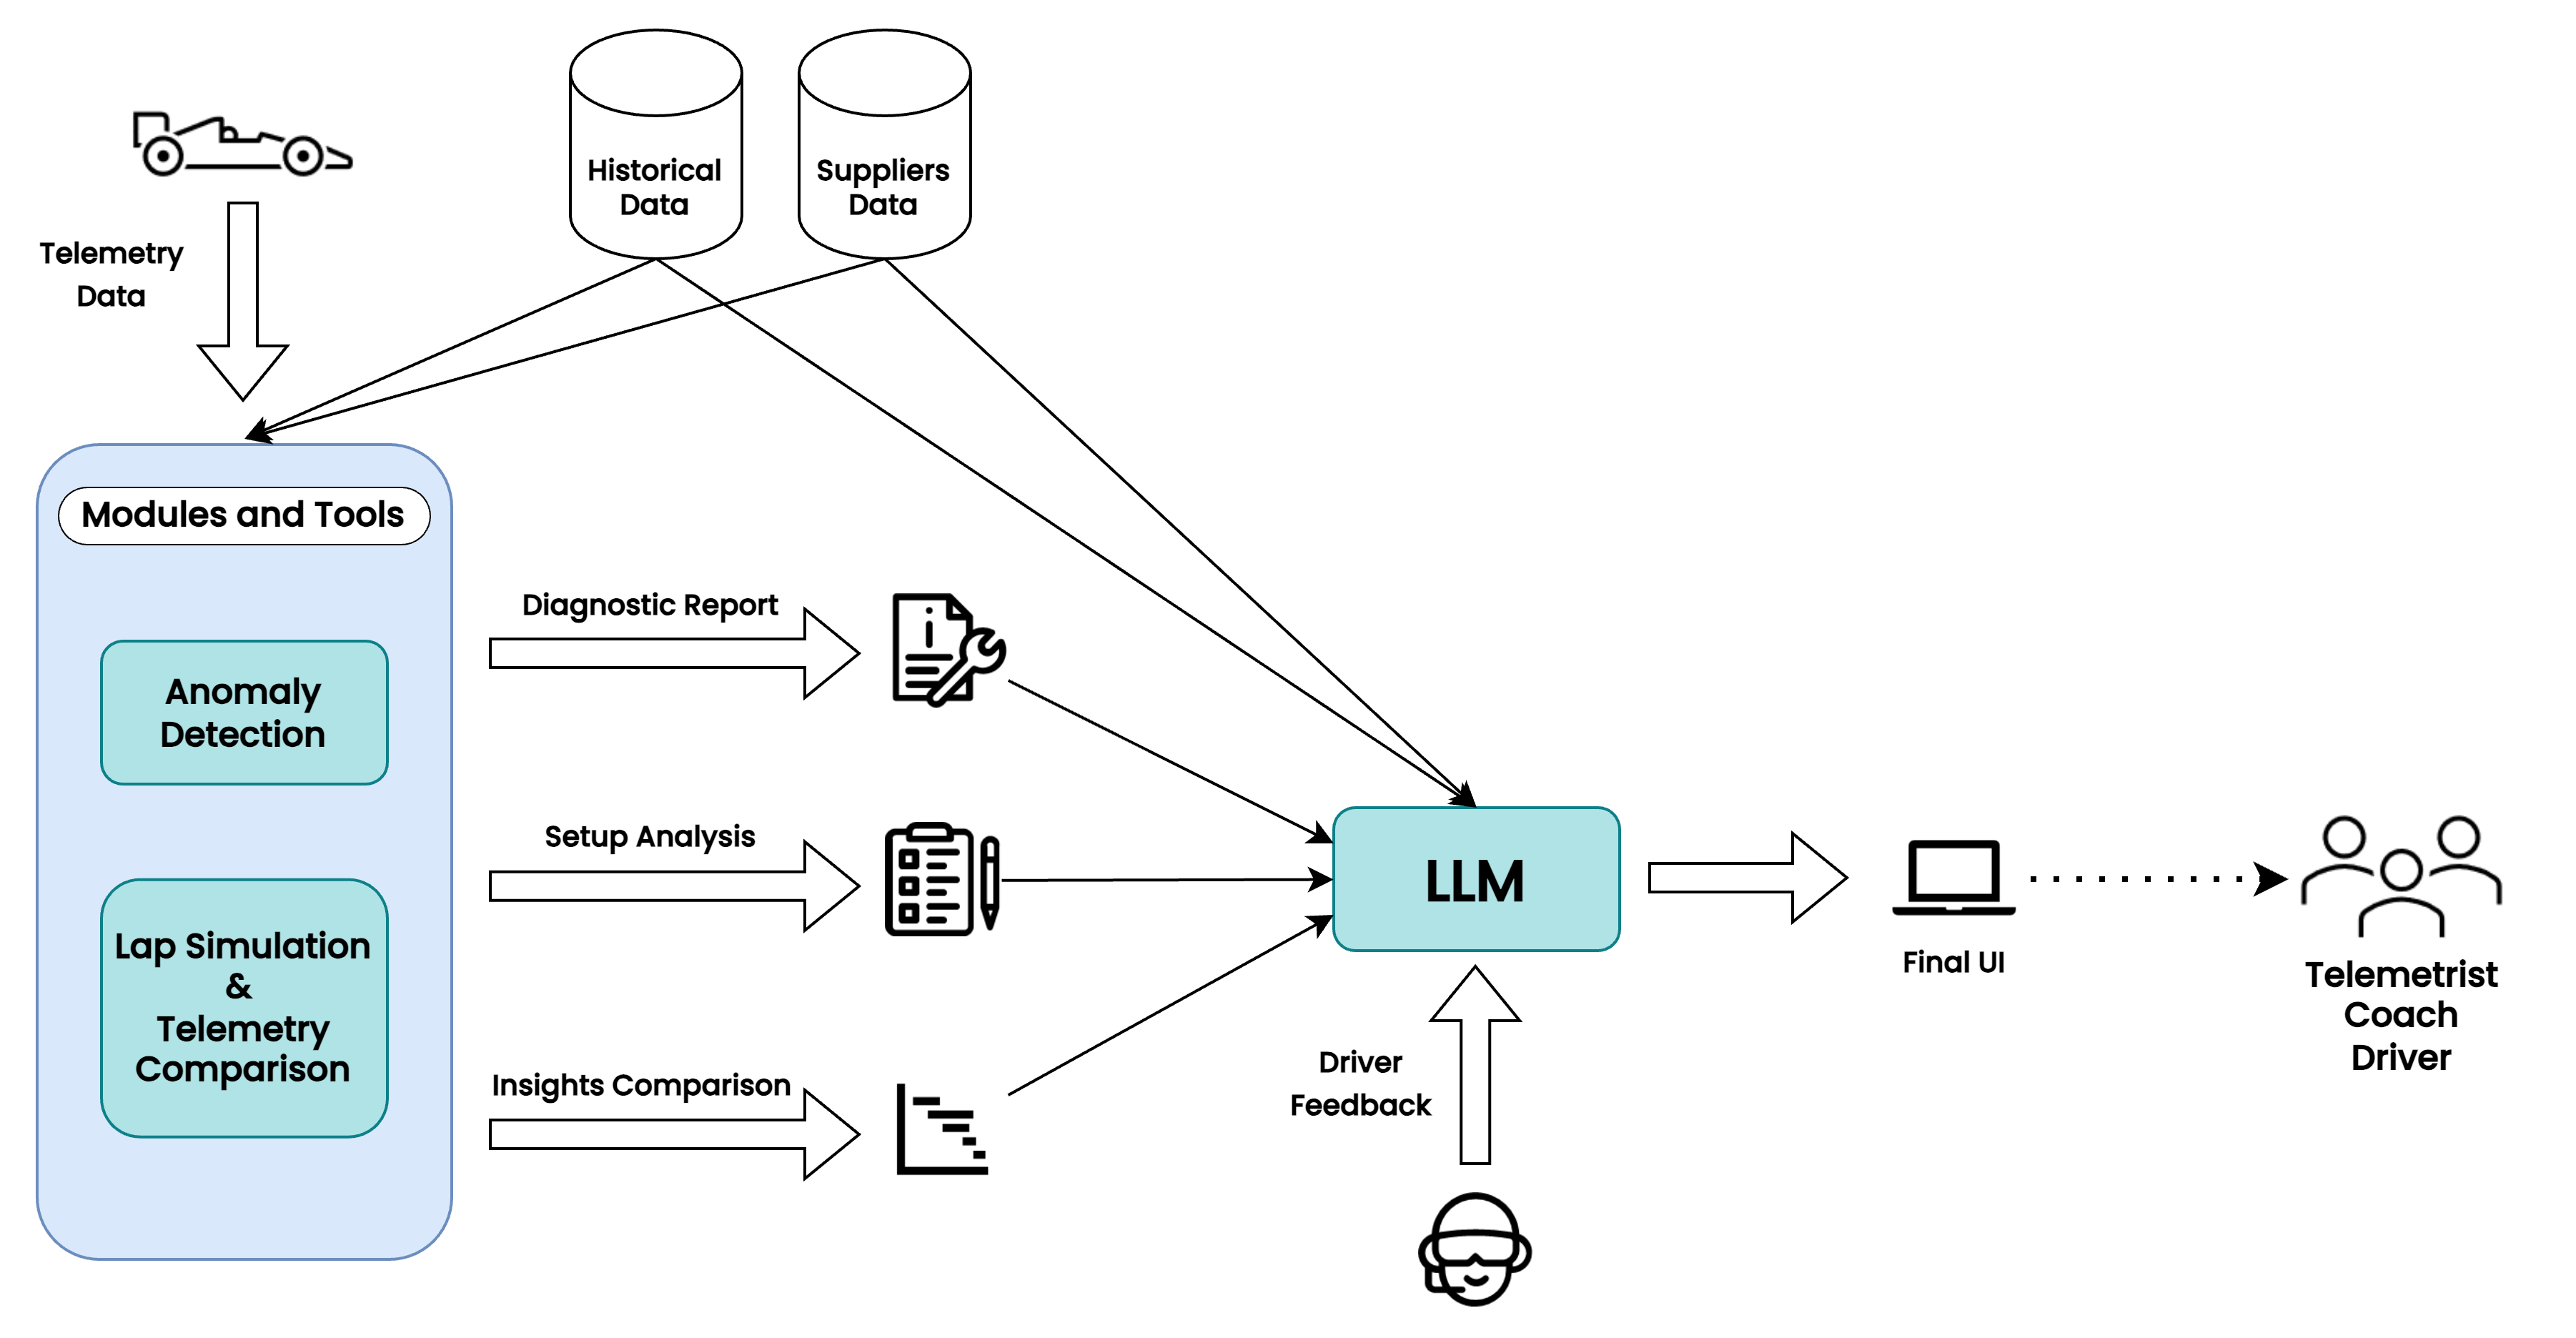 Historical
Data
Suppliers
Data
Telemetry
Data
Modules and Tools
Anomaly
Detection
Lap Simulation
&
Telemetry
Comparison
Diagnostic Report
Setup Analysis
Insights Comparison
LLM
Driver
Feedback
Final UI
Telemetrist
Coach
Driver